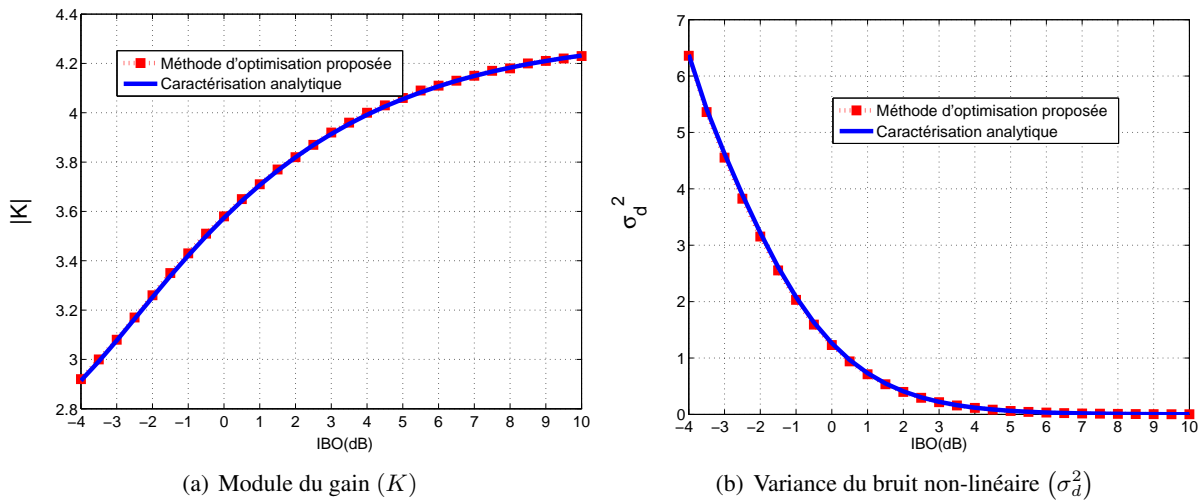 4.4
4.2
4
3.8
3.6
3.4
3.2
3
2.8
|K|
Méthode d'optimisation proposée
Caractérisation analytique
−4 −3 −2 −1 0 1 2 3 4 5 6 7 8 9 10
IBO(dB)
(a) Module du gain (K)
7
6
5
4
3
2
1
0
σ_d^2
Méthode d'optimisation proposée
Caractérisation analytique
−4 −3 −2 −1 0 1 2 3 4 5 6 7 8 9 10
IBO(dB)
(b) Variance du bruit non-linéaire (σ_d^2)